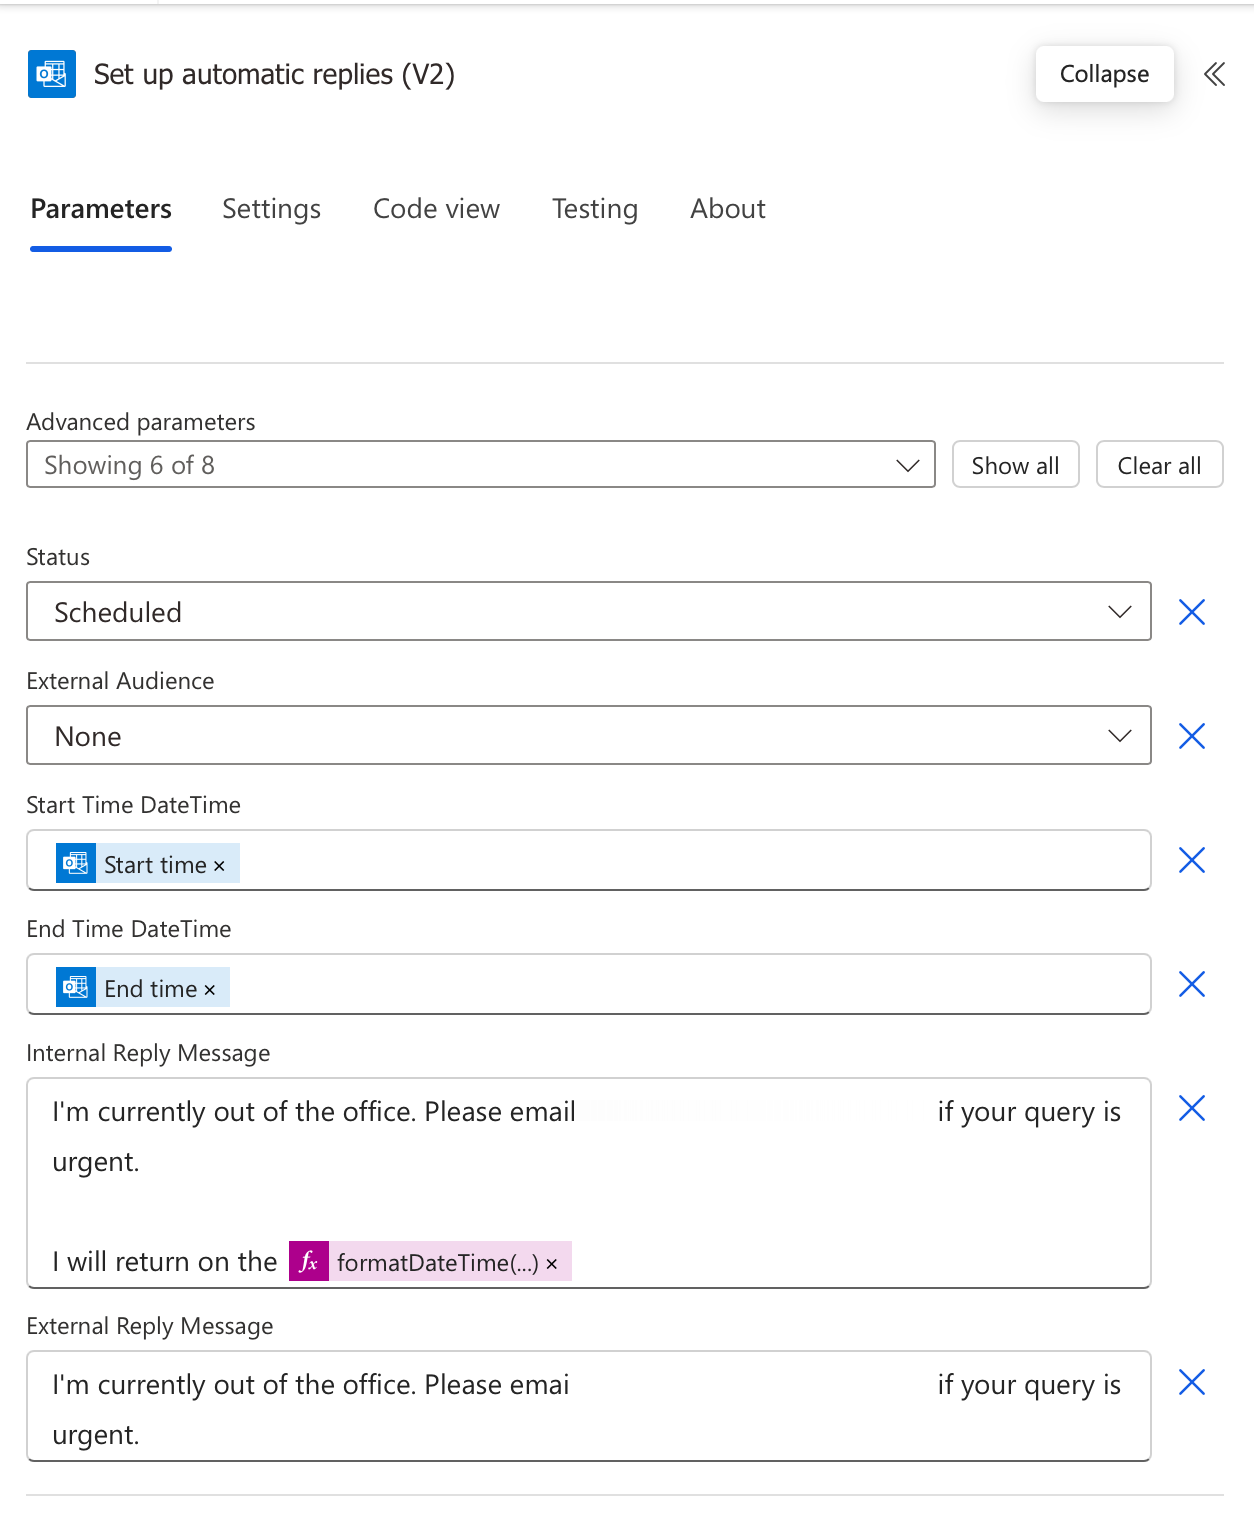 Set up automatic replies (V2)
Collapse
Parameters Settings Code view Testing About
Advanced parameters
Showing 6 of 8
Show all
Clear all
Status
Scheduled
External Audience
None
Start Time DateTime
Start time ×
End Time DateTime
End time ×
Internal Reply Message
I'm currently out of the office. Please email if your query is
urgent.
I will return on the fx formatDateTime(...) ×
External Reply Message
I'm currently out of the office. Please emai if your query is
urgent.